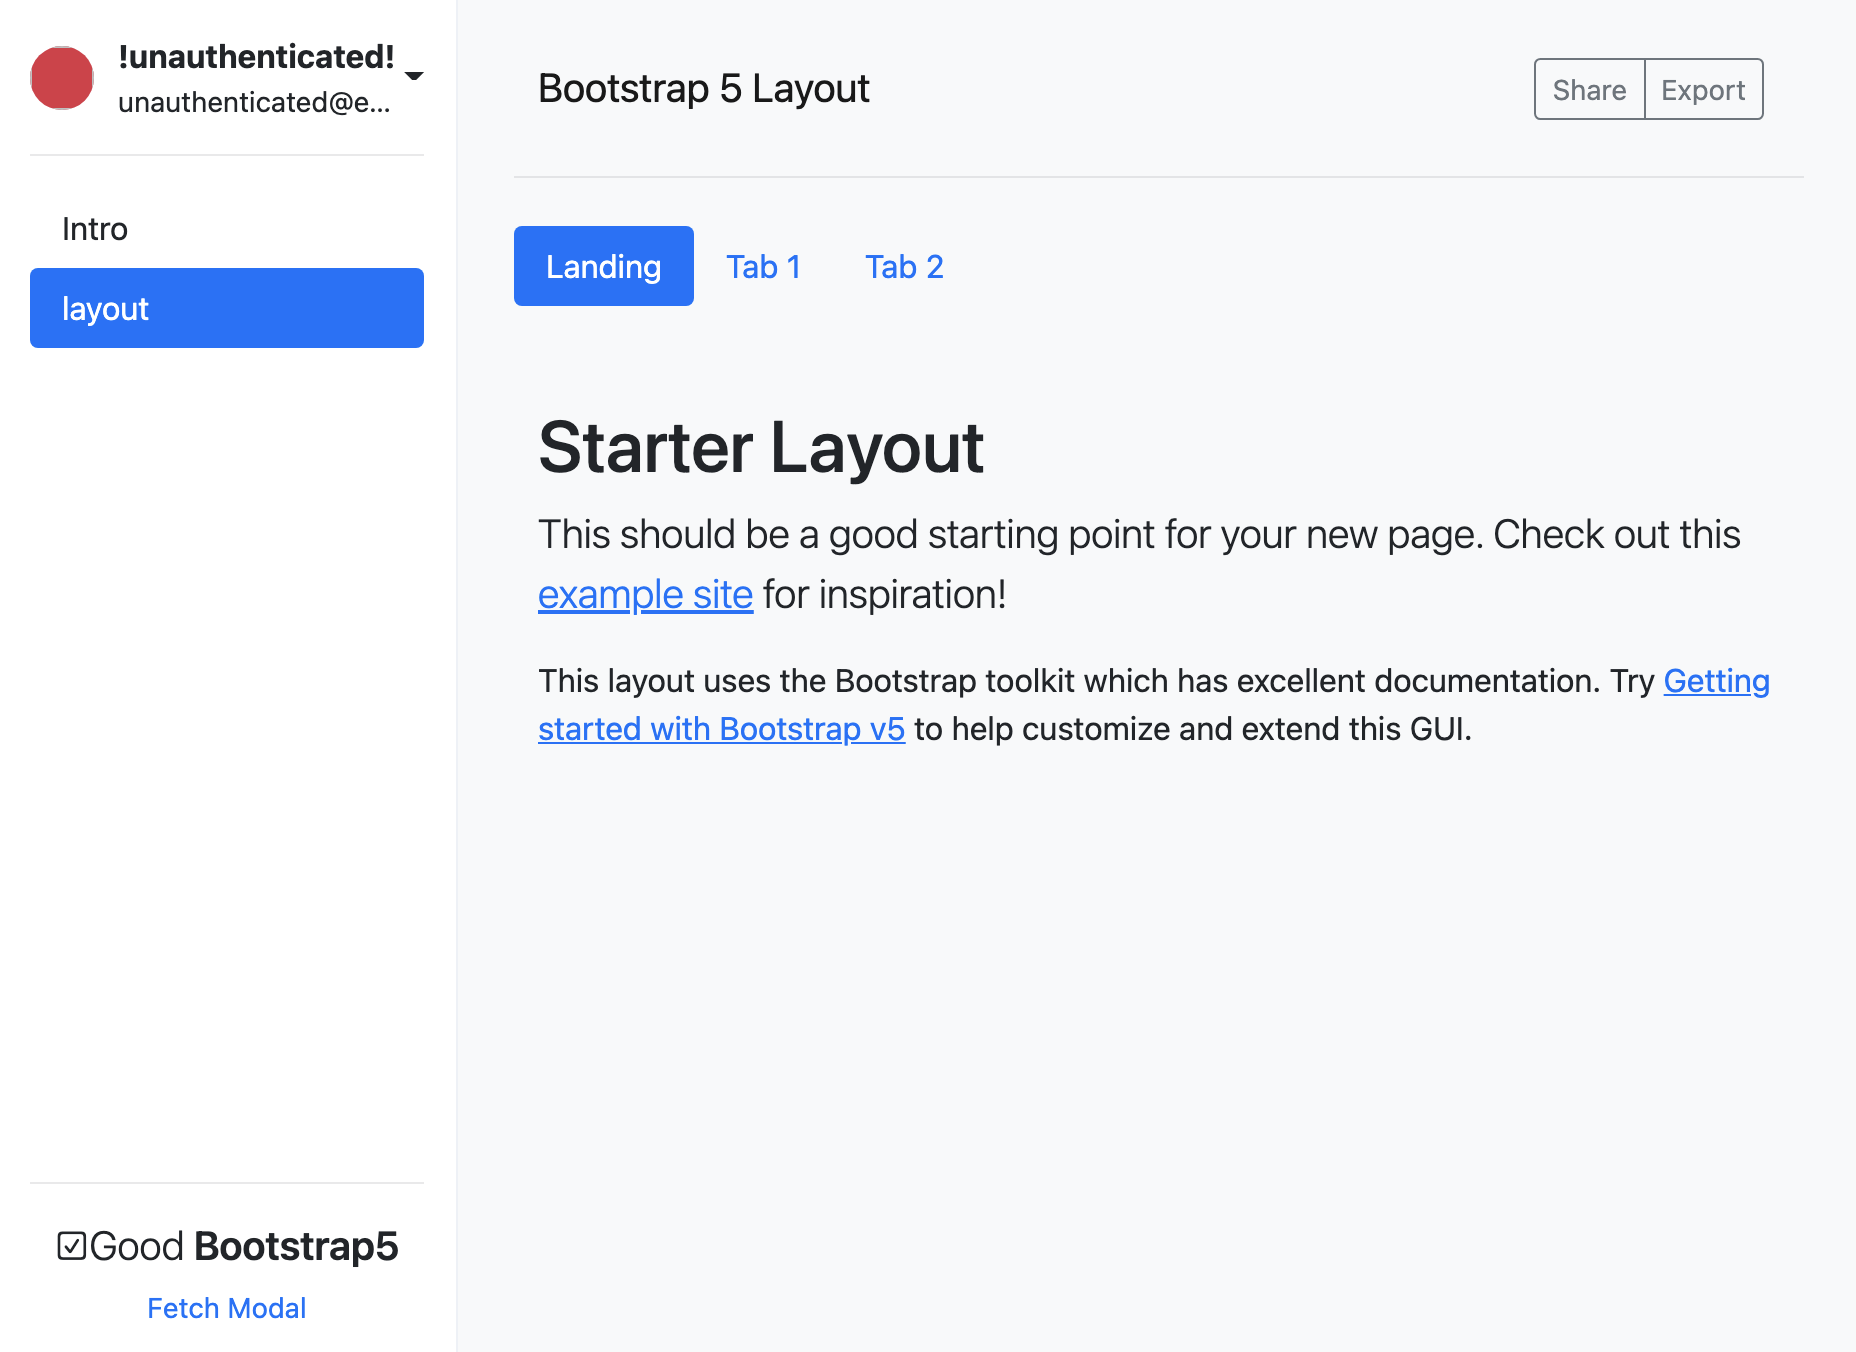 !unauthenticated!
unauthenticated@e...
Intro
layout
Good Bootstrap5
Fetch Modal
Bootstrap 5 Layout
Share
Export
Landing
Tab 1
Tab 2
Starter Layout
This should be a good starting point for your new page. Check out this
example site for inspiration!
This layout uses the Bootstrap toolkit which has excellent documentation. Try Getting
started with Bootstrap v5 to help customize and extend this GUI.